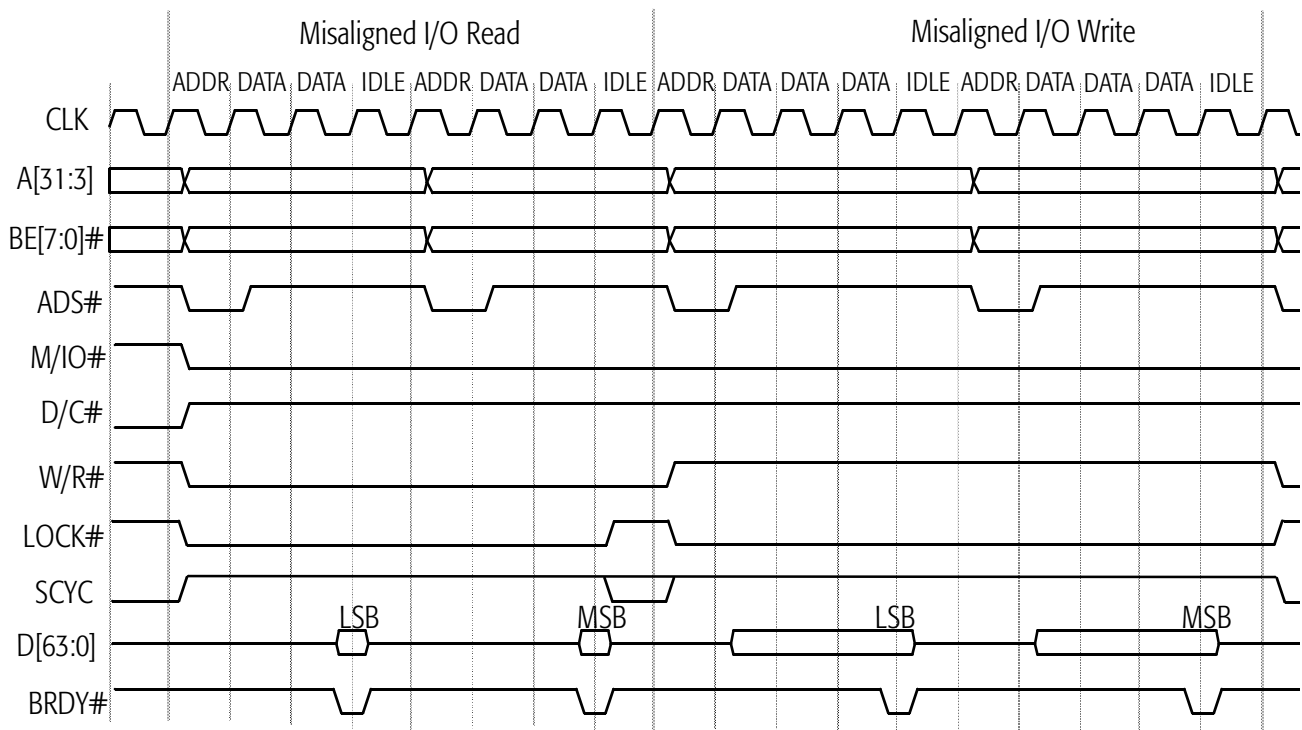 Misaligned I/O Read Misaligned I/O Write
ADDR DATA DATA IDLE ADDR DATA DATA IDLE ADDR DATA DATA DATA IDLE ADDR DATA DATA DATA IDLE
CLK
A[31:3]
BE[7:0]#
ADS#
M/IO#
D/C#
W/R#
LOCK#
SCYC
LSB MSB LSB MSB
D[63:0]
BRDY#